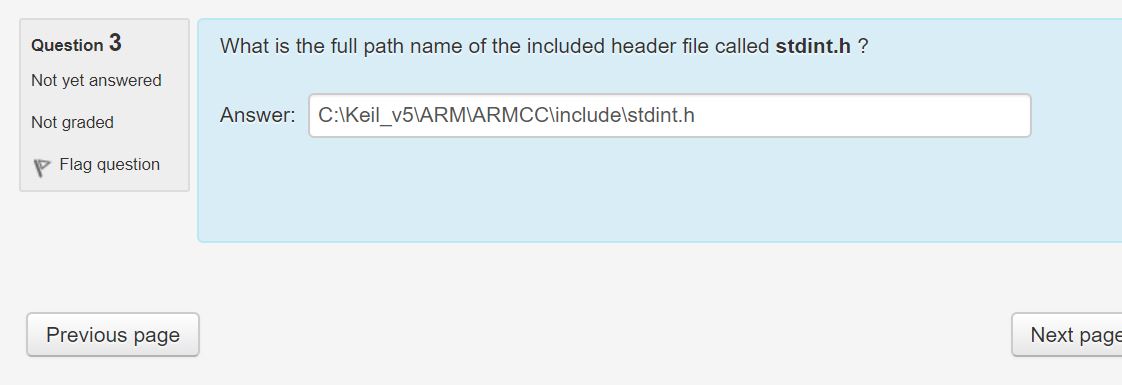 Question 3
Not yet answered
Not graded
Flag question
What is the full path name of the included header file called stdint.h ?
Answer: C:\Keil_v5\ARM\ARMCC\include\stdint.h
Previous page
Next page